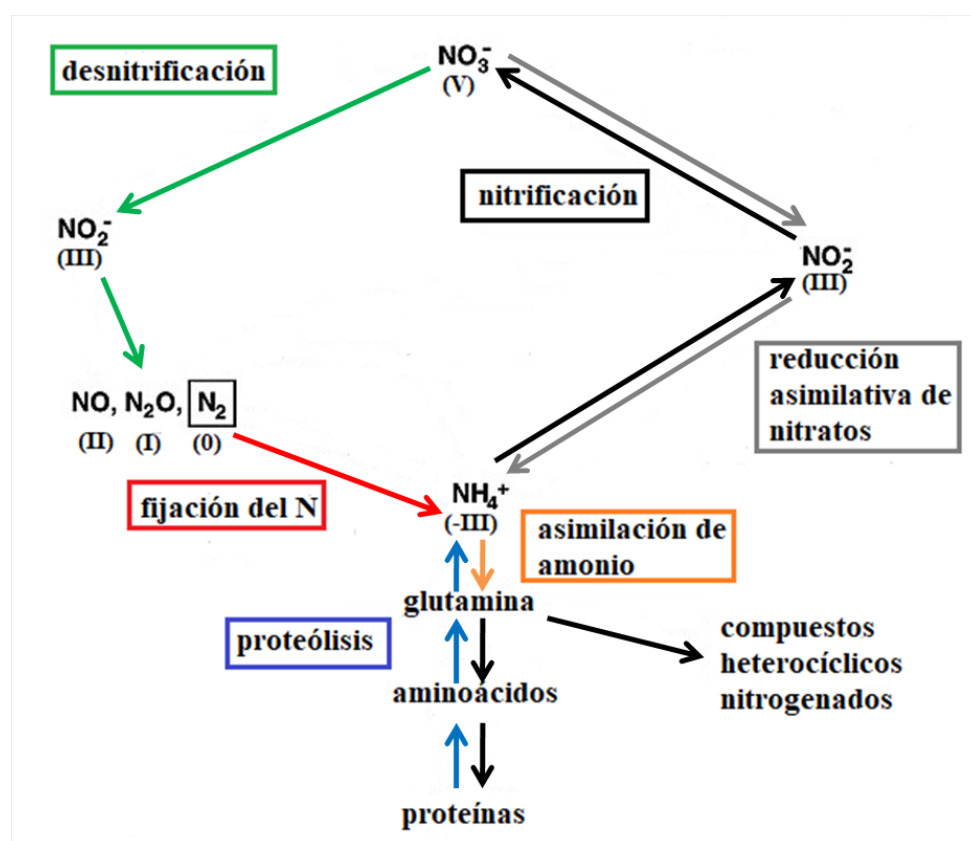 desnitrificación
NO₃⁻
(V)
nitrificación
NO₂⁻
(III)
NO₂⁻
(III)
reducción
asimilativa de
nitratos
NO, N₂O, N₂
(II) (I) (0)
fijación del N
NH₄⁺
(-III)
asimilación de
amonio
glutamina
proteólisis
compuestos
heterocíclicos
nitrogenados
aminoácidos
proteínas